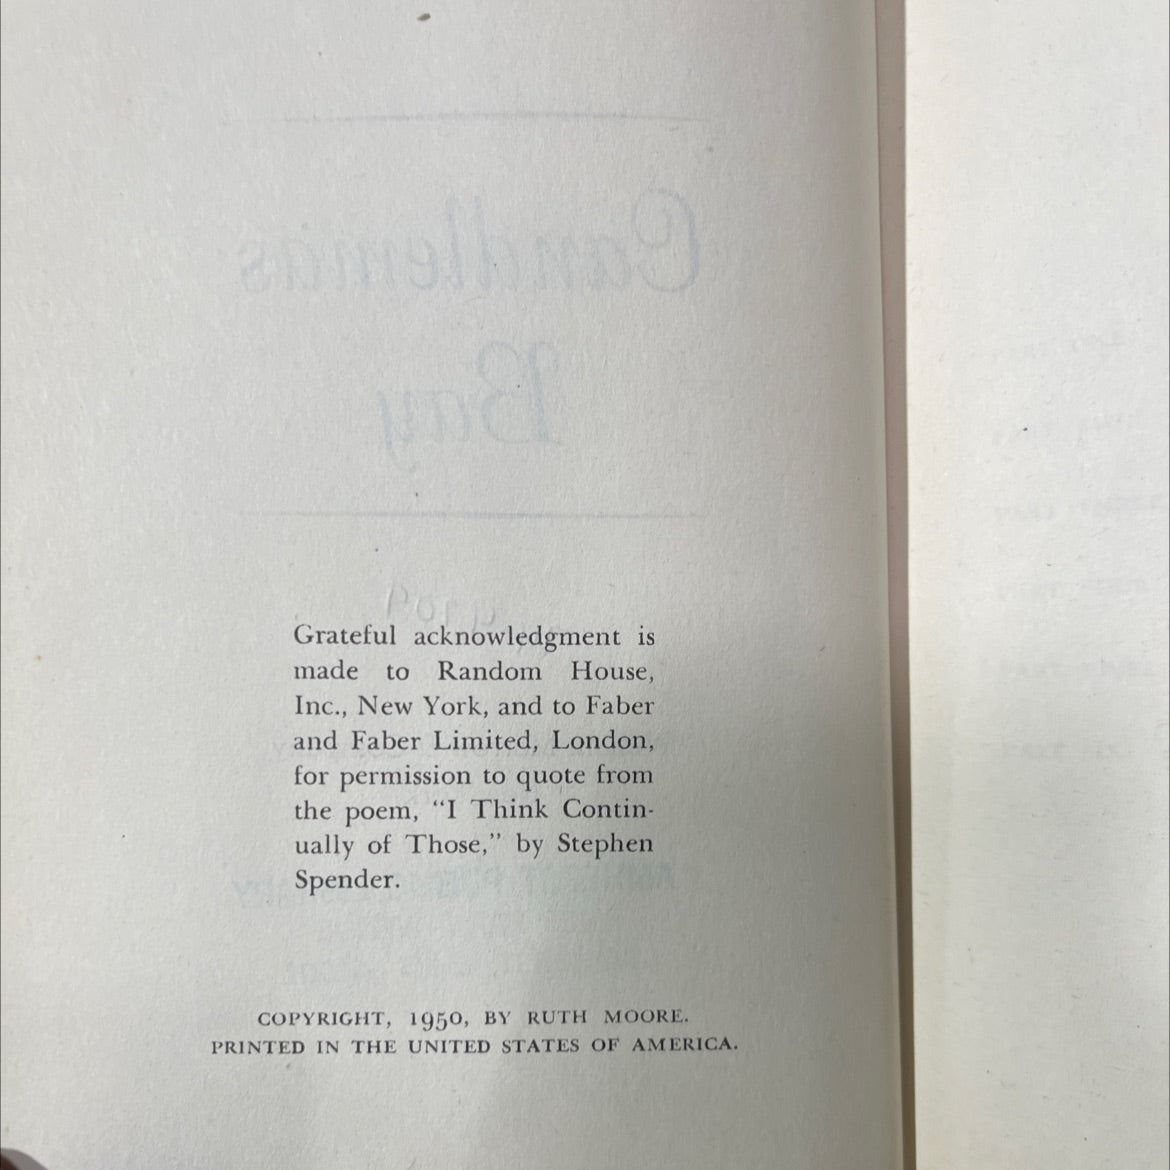 Candlemas
Bay
Grateful acknowledgment is
made to Random House,
Inc., New York, and to Faber
and Faber Limited, London,
for permission to quote from
the poem, “I Think Contin-
ually of Those,” by Stephen
Spender.
COPYRIGHT, 1950, BY RUTH MOORE.
PRINTED IN THE UNITED STATES OF AMERICA.